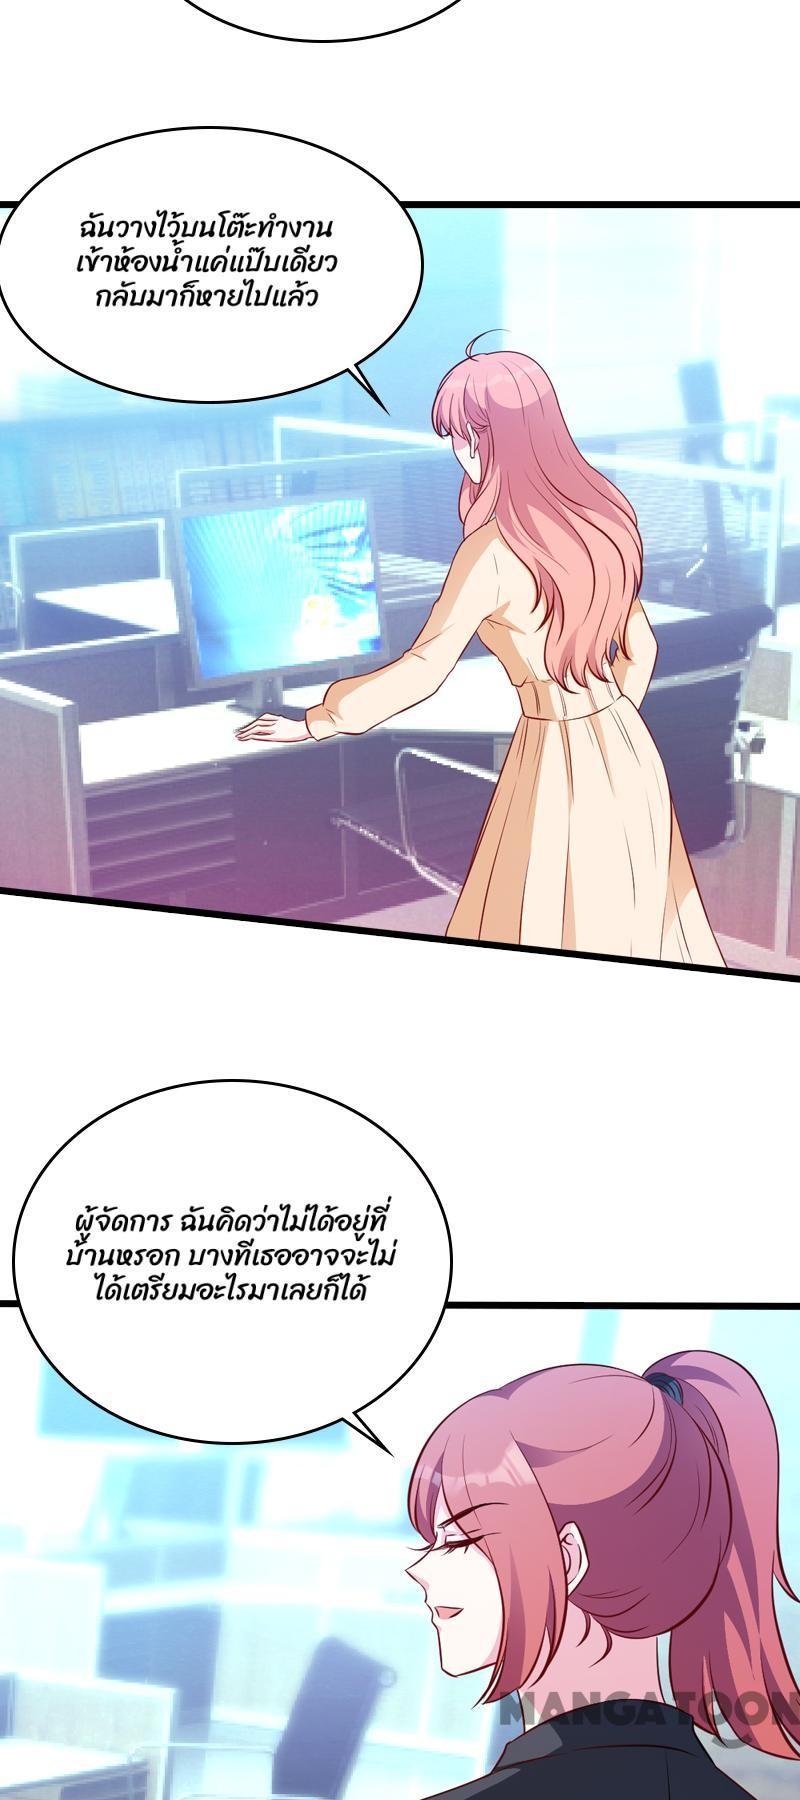 ฉันวางไว้บนโต๊ะทำงาน
เข้าห้องน้ำแค่แป๊บเดียว
กลับมาก็หายไปแล้ว
ผู้จัดการ ฉันคิดว่าไม่ได้อยู่ที่
บ้านหรอก บางทีเธออาจจะไม่
ได้เตรียมอะไรมาเลยก็ได้
MANGATOON